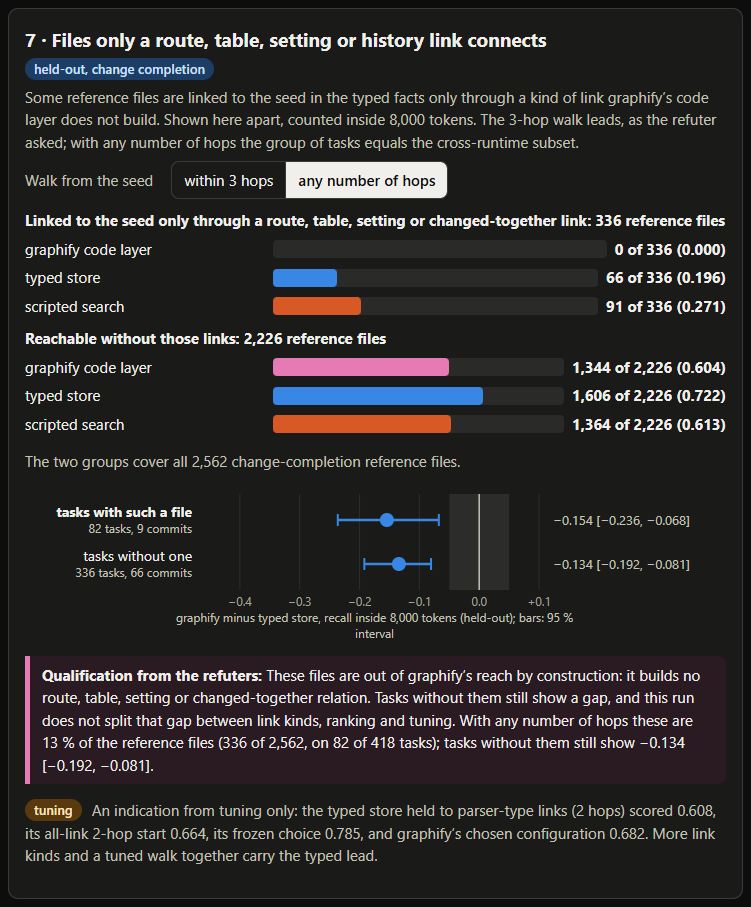 7 · Files only a route, table, setting or history link connects
held-out, change completion
Some reference files are linked to the seed in the typed facts only through a kind of link graphify’s code
layer does not build. Shown here apart, counted inside 8,000 tokens. The 3-hop walk leads, as the refuter
asked; with any number of hops the group of tasks equals the cross-runtime subset.
Walk from the seed within 3 hops any number of hops
Linked to the seed only through a route, table, setting or changed-together link: 336 reference files
graphify code layer 0 of 336 (0.000)
typed store 66 of 336 (0.196)
scripted search 91 of 336 (0.271)
Reachable without those links: 2,226 reference files
graphify code layer 1,344 of 2,226 (0.604)
typed store 1,606 of 2,226 (0.722)
scripted search 1,364 of 2,226 (0.613)
The two groups cover all 2,562 change-completion reference files.
tasks with such a file
82 tasks, 9 commits
−0.154 [−0.236, −0.068]
tasks without one
336 tasks, 66 commits
−0.134 [−0.192, −0.081]
−0.4 −0.3 −0.2 −0.1 0.0 +0.1
graphify minus typed store, recall inside 8,000 tokens (held-out); bars: 95 %
interval
Qualification from the refuters: These files are out of graphify’s reach by construction: it builds no
route, table, setting or changed-together relation. Tasks without them still show a gap, and this run
does not split that gap between link kinds, ranking and tuning. With any number of hops these are
13 % of the reference files (336 of 2,562, on 82 of 418 tasks); tasks without them still show −0.134
[−0.192, −0.081].
tuning An indication from tuning only: the typed store held to parser-type links (2 hops) scored 0.608,
its all-link 2-hop start 0.664, its frozen choice 0.785, and graphify’s chosen configuration 0.682. More link
kinds and a tuned walk together carry the typed lead.